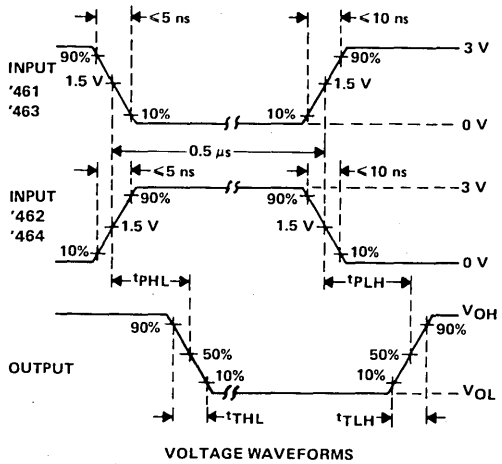 ≤5 ns ≤10 ns
90% 90% 3 V
INPUT
'461
'463
1.5 V 1.5 V
10% 10% 0 V
0.5 µs
≤5 ns ≤10 ns
90% 90% 3 V
INPUT
'462
'464
1.5 V 1.5 V
10% 10% 0 V
tPHL tPLH
90% 90% VOH
50% 50%
OUTPUT
10% 10%
VOL
tTHL tTLH
VOLTAGE WAVEFORMS